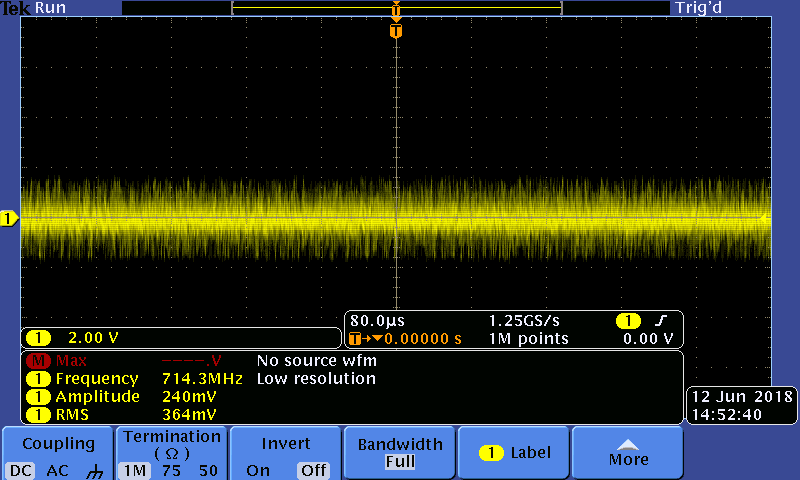 Tek Run Trig'd
T
T
1
80.0µs 1.25GS/s 1
1 2.00 V T→▼0.00000 s 1M points 0.00 V
M Max ----.V No source wfm
1 Frequency 714.3MHz Low resolution
1 Amplitude 240mV
1 RMS 364mV
12 Jun 2018
14:52:40
Coupling
DC AC
Termination
(Ω)
1M 75 50
Invert
On Off
Bandwidth
Full
1 Label
More